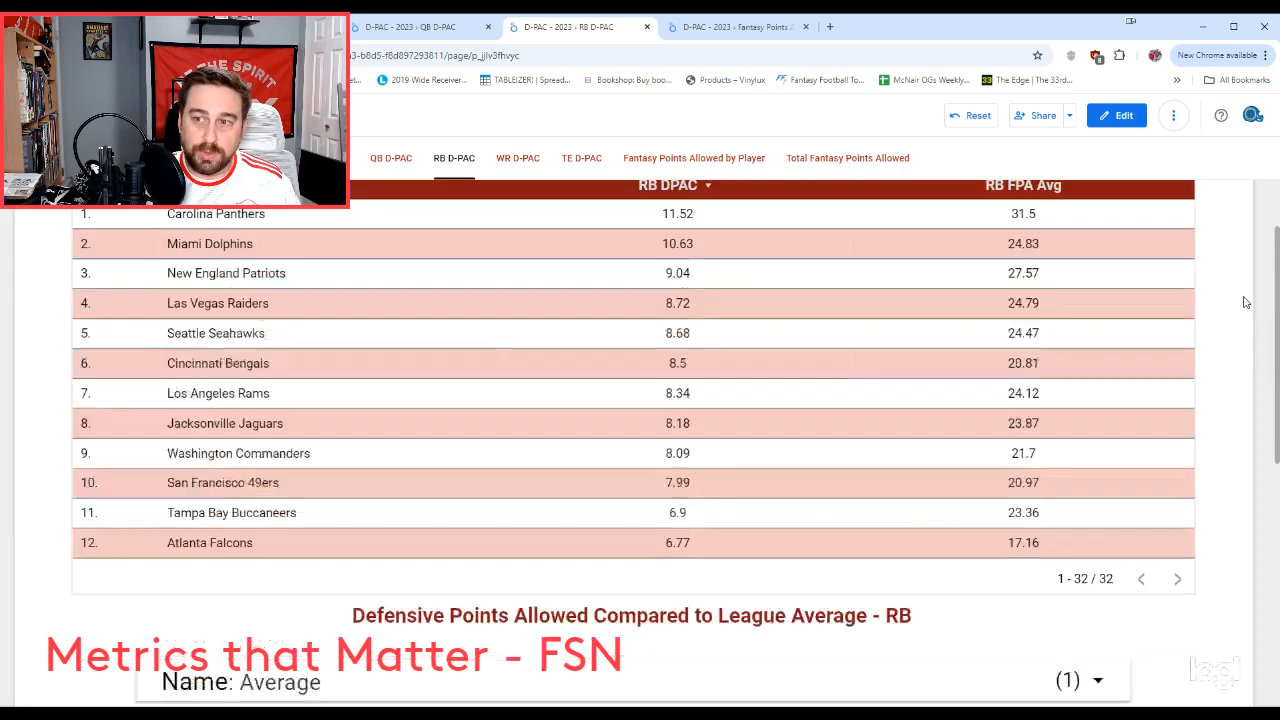 D-PAC - 2023 › QB D-PAC
D-PAC - 2023 › RB D-PAC
D-PAC - 2023 › Fantasy Points A
3-b8d5-f8d897293811/page/p_jjlv3fhvyc
New Chrome available
2019 Wide Receiver...
TABLEIZER! | Spread...
Bookshop: Buy boo...
Products – Vinylux
Fantasy Football To...
McNair OGs Weekly...
The Edge | The 33rd...
All Bookmarks
THE SPIRIT
Reset
Share
Edit
QB D-PAC
RB D-PAC
WR D-PAC
TE D-PAC
Fantasy Points Allowed by Player
Total Fantasy Points Allowed
RB DPAC RB FPA Avg
1. Carolina Panthers 11.52 31.5
2. Miami Dolphins 10.63 24.83
3. New England Patriots 9.04 27.57
4. Las Vegas Raiders 8.72 24.79
5. Seattle Seahawks 8.68 24.47
6. Cincinnati Bengals 8.5 20.81
7. Los Angeles Rams 8.34 24.12
8. Jacksonville Jaguars 8.18 23.87
9. Washington Commanders 8.09 21.7
10. San Francisco 49ers 7.99 20.97
11. Tampa Bay Buccaneers 6.9 23.36
12. Atlanta Falcons 6.77 17.16
1 - 32 / 32
Defensive Points Allowed Compared to League Average - RB
Metrics that Matter - FSN
Name: Average (1)
logi